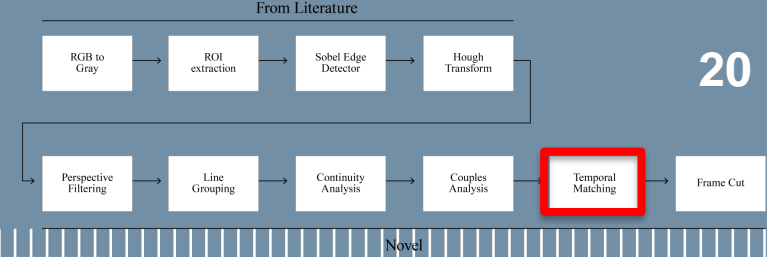 From Literature
RGB to
Gray
ROI
extraction
Sobel Edge
Detector
Hough
Transform
20
Perspective
Filtering
Line
Grouping
Continuity
Analysis
Couples
Analysis
Temporal
Matching
Frame Cut
Novel